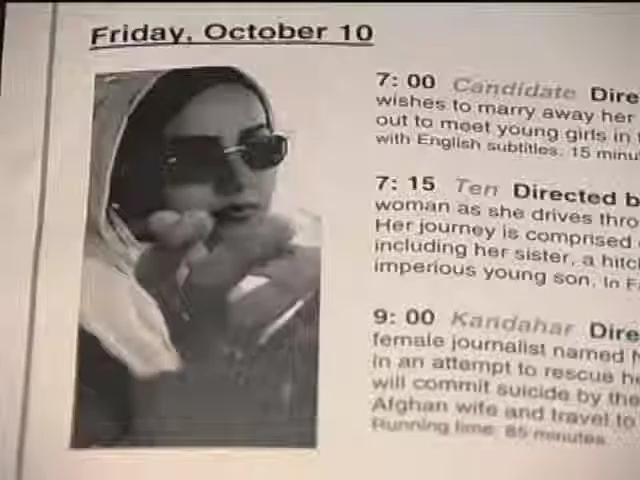 Friday, October 10
7: 00 Candidate Dire
wishes to marry away her
out to meet young girls in
with English subtitles. 15 minu
7: 15 Ten Directed b
woman as she drives thro
Her journey is comprised
including her sister, a hitc
imperious young son. In F
9: 00 Kandahar Dire
female journalist named N
in an attempt to rescue he
will commit suicide by the
Afghan wife and travel to
Running time: 85 minutes